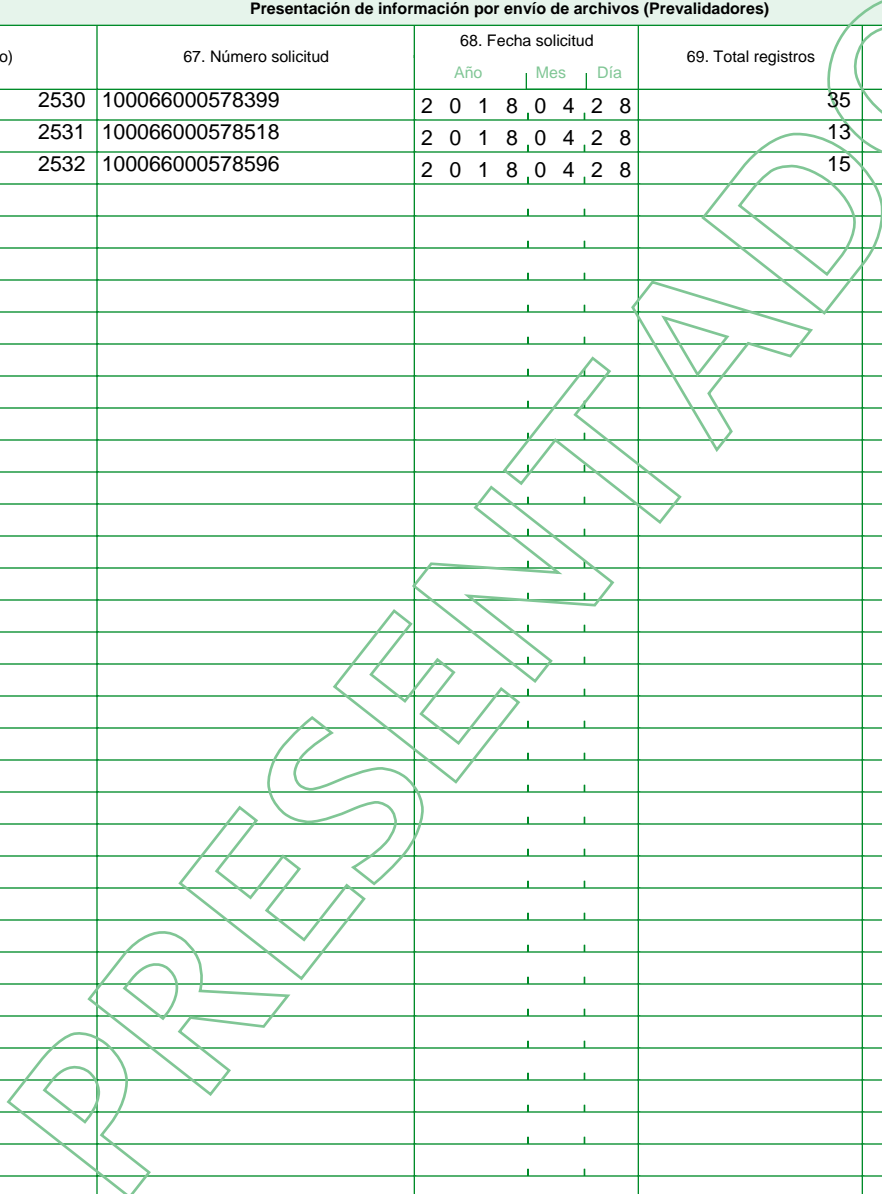 Presentación de información por envío de archivos (Prevalidadores)
o) 67. Número solicitud 68. Fecha solicitud 69. Total registros
Año Mes Día
2530 100066000578399 2 0 1 8 0 4 2 8 35
2531 100066000578518 2 0 1 8 0 4 2 8 13
2532 100066000578596 2 0 1 8 0 4 2 8 15
PRESENTADO